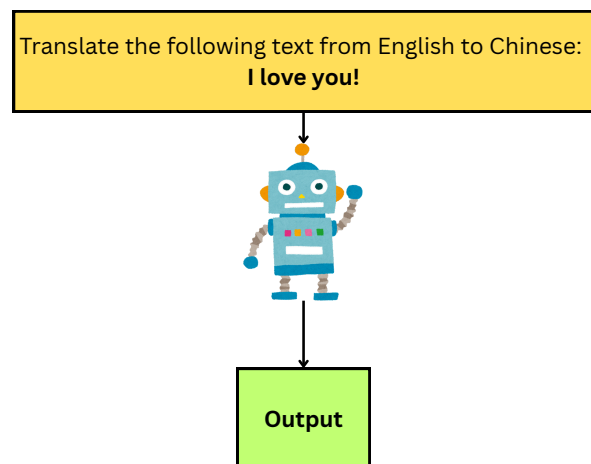 Translate the following text from English to Chinese:
I love you!
Output